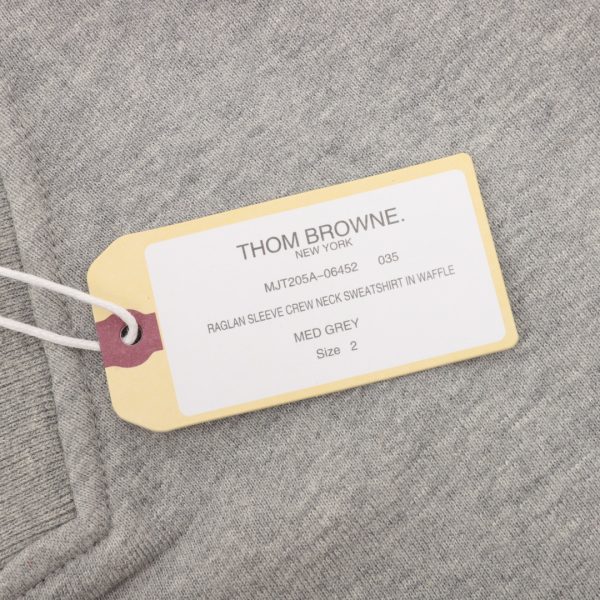 THOM BROWNE.
NEW YORK
MJT205A-06452 035
RAGLAN SLEEVE CREW NECK SWEATSHIRT IN WAFFLE
MED GREY
Size 2